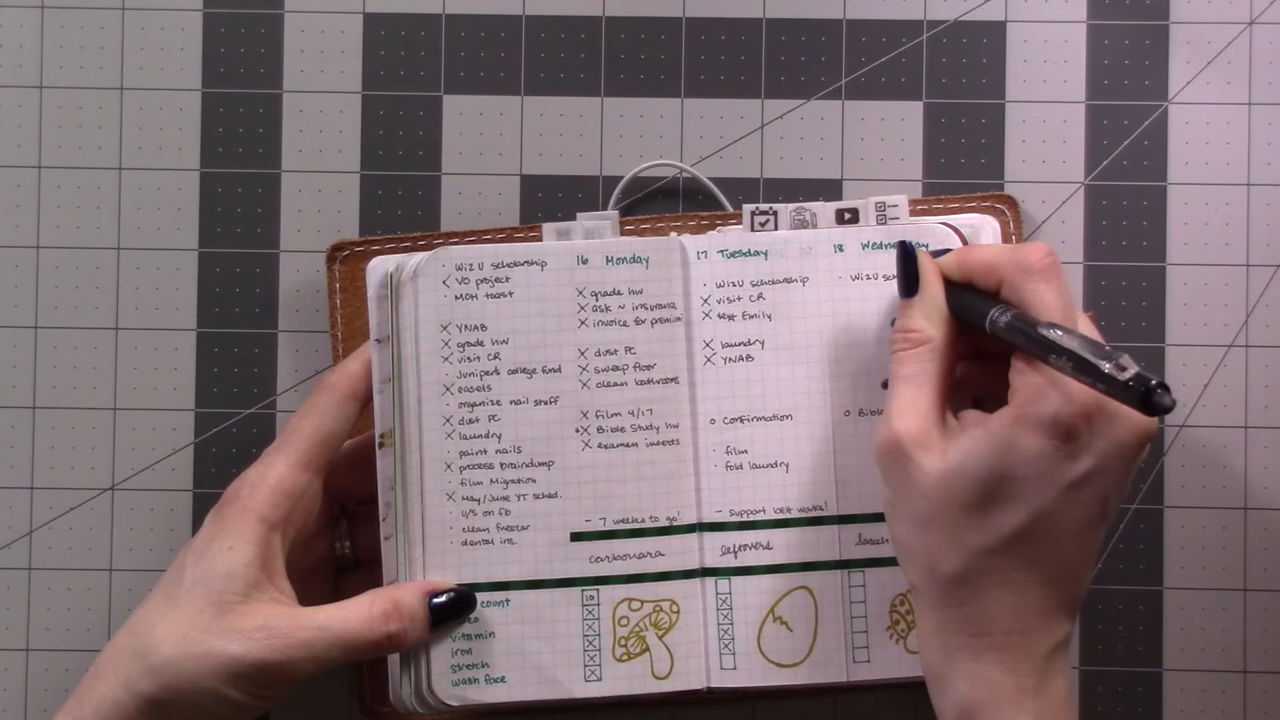 · WizU scholarship
< VO project
· MOH toast
X YNAB
X grade hw
X visit CR
· Juniper's college fund
X easels
· organize nail stuff
X dust PC
X laundry
· paint nails
X process braindump
· film Migration
X May/June YT sched.
· u/s on fb
· clean freezer
· dental ins.
count
vitamin
iron
stretch
wash face
16 Monday
X grade hw
X ask ~ insurance
X invoice for premium
X dust PC
X sweep floor
X clean bathrooms
X film 4/17
X Bible Study hw
X examen inserts
- 7 weeks to go!
carbonara
10
X
X
X
X
X
17 Tuesday
· WizU scholarship
X visit CR
X text Emily
X laundry
X YNAB
o Confirmation
· film
· fold laundry
- support belt works!
leftovers
X
X
X
X
18 Wednesday
· WizU sch
o Bible
Sarah